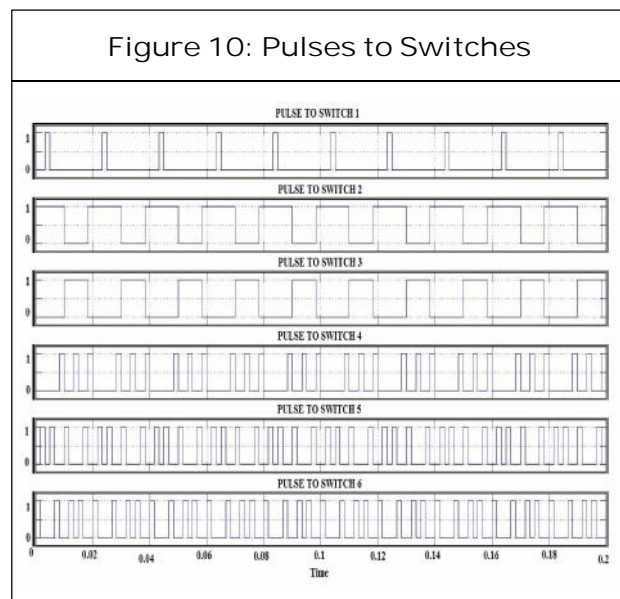 Figure 10: Pulses to Switches
PULSE TO SWITCH 1
1
0
PULSE TO SWITCH 2
1
0
PULSE TO SWITCH 3
1
0
PULSE TO SWITCH 4
1
0
PULSE TO SWITCH 5
1
0
PULSE TO SWITCH 6
1
0
0 0.02 0.04 0.06 0.08 0.1 0.12 0.14 0.16 0.18 0.2
Time